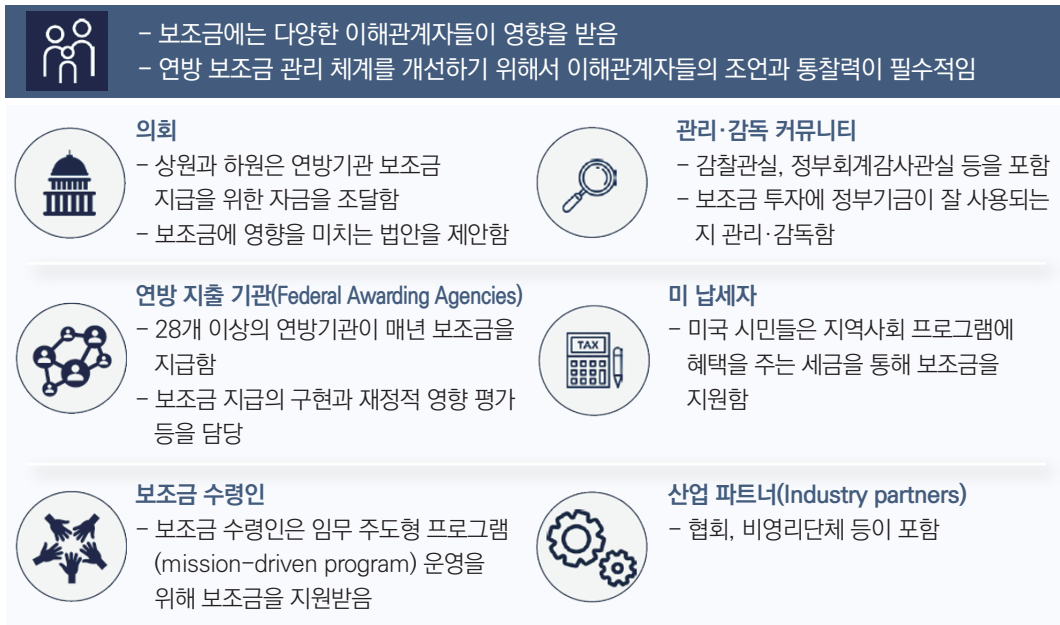 - 보조금에는 다양한 이해관계자들이 영향을 받음
- 연방 보조금 관리 체계를 개선하기 위해서 이해관계자들의 조언과 통찰력이 필수적임
의회
- 상원과 하원은 연방기관 보조금
지급을 위한 자금을 조달함
- 보조금에 영향을 미치는 법안을 제안함
관리·감독 커뮤니티
- 감찰관실, 정부회계감사관실 등을 포함
- 보조금 투자에 정부기금이 잘 사용되는
지 관리·감독함
연방 지출 기관(Federal Awarding Agencies)
- 28개 이상의 연방기관이 매년 보조금을
지급함
- 보조금 지급의 구현과 재정적 영향 평가
등을 담당
미 납세자
TAX
- 미국 시민들은 지역사회 프로그램에
혜택을 주는 세금을 통해 보조금을
지원함
보조금 수령인
- 보조금 수령인은 임무 주도형 프로그램
(mission-driven program) 운영을
위해 보조금을 지원받음
산업 파트너(Industry partners)
- 협회, 비영리단체 등이 포함